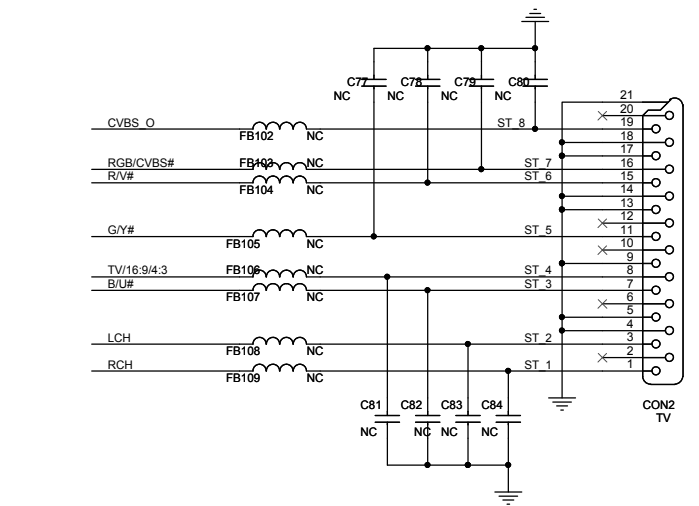 C77 C78 C79 C80
NC NC NC NC
21
20
CVBS_O ST_8 19
FB102 NC
18
17
RGB/CVBS# FB103 NC ST_7 16
R/V# ST_6 15
FB104 NC
14
13
12
G/Y# ST_5 11
FB105 NC
10
9
TV/16:9/4:3 FB106 NC ST_4 8
B/U# ST_3 7
FB107 NC
6
5
4
LCH ST_2 3
FB108 NC
2
RCH ST_1 1
FB109 NC
C81 C82 C83 C84
CON2
TV
NC NC NC NC